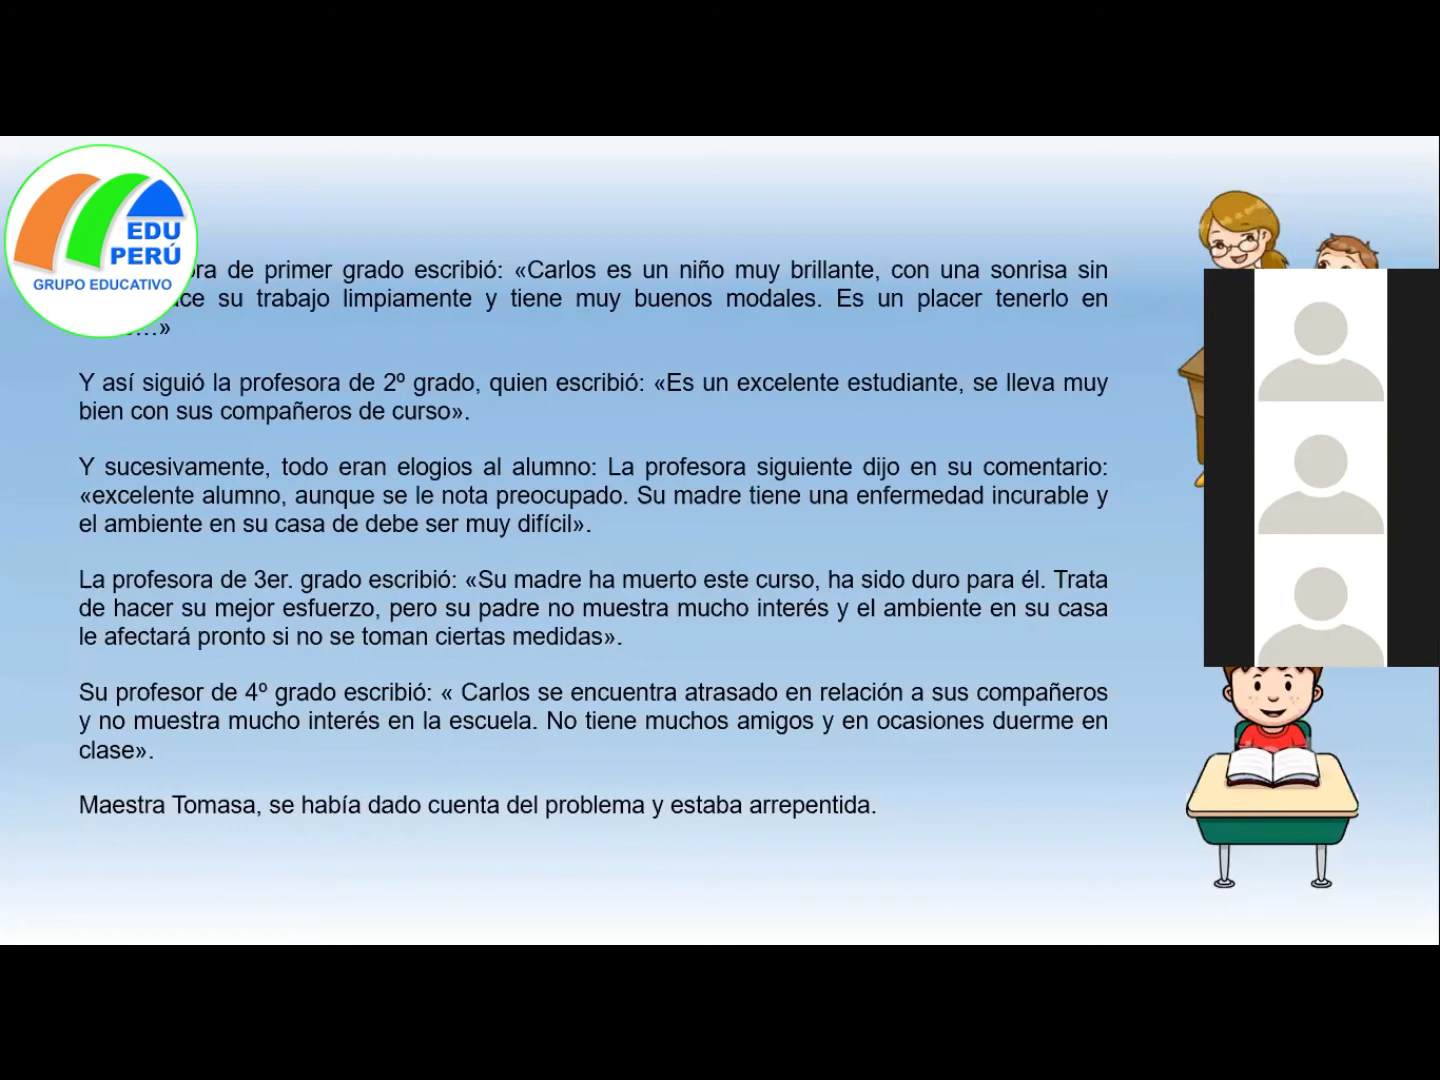 EDU
PERÚ
GRUPO EDUCATIVO
de primer grado escribió: «Carlos es un niño muy brillante, con una sonrisa sin
su trabajo limpiamente y tiene muy buenos modales. Es un placer tenerlo en
…»
Y así siguió la profesora de 2º grado, quien escribió: «Es un excelente estudiante, se lleva muy
bien con sus compañeros de curso».
Y sucesivamente, todo eran elogios al alumno: La profesora siguiente dijo en su comentario:
«excelente alumno, aunque se le nota preocupado. Su madre tiene una enfermedad incurable y
el ambiente en su casa de debe ser muy difícil».
La profesora de 3er. grado escribió: «Su madre ha muerto este curso, ha sido duro para él. Trata
de hacer su mejor esfuerzo, pero su padre no muestra mucho interés y el ambiente en su casa
le afectará pronto si no se toman ciertas medidas».
Su profesor de 4º grado escribió: « Carlos se encuentra atrasado en relación a sus compañeros
y no muestra mucho interés en la escuela. No tiene muchos amigos y en ocasiones duerme en
clase».
Maestra Tomasa, se había dado cuenta del problema y estaba arrepentida.